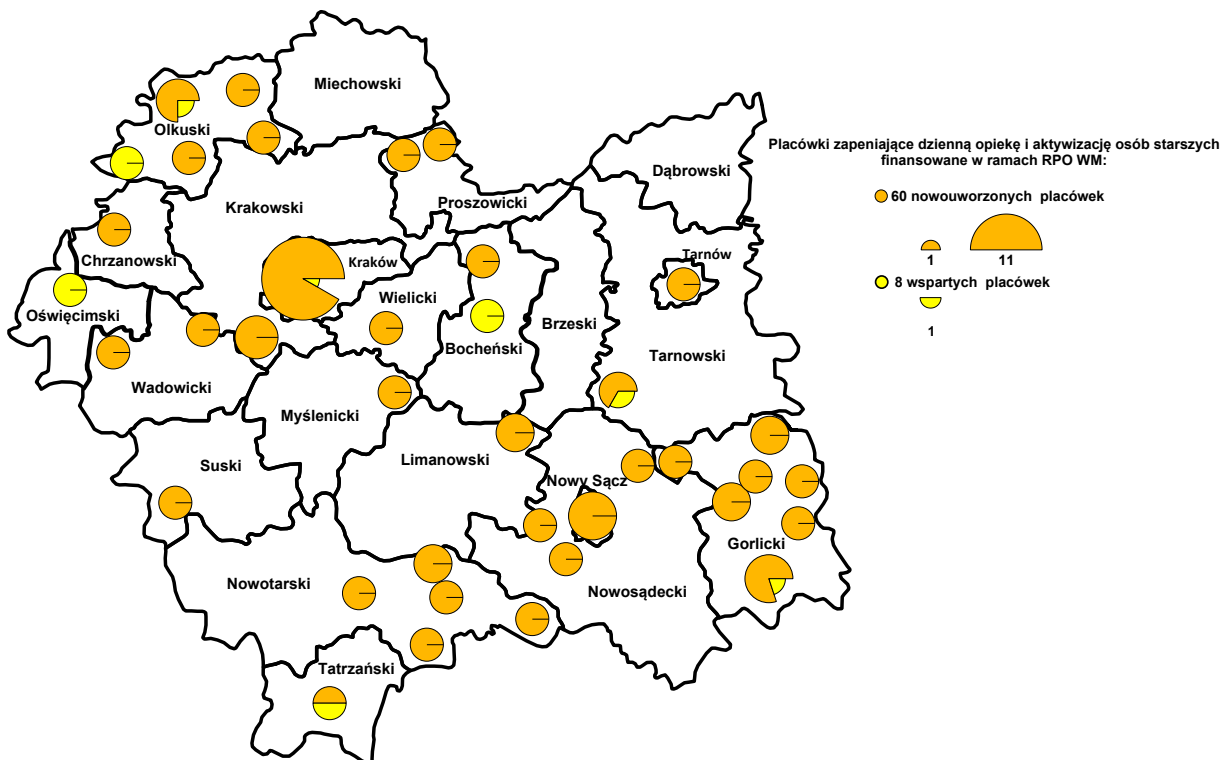 Miechowski
Olkuski
Dąbrowski
Krakowski
Proszowicki
Chrzanowski
Kraków
Tarnów
Oświęcimski
Wielicki
Brzeski
Bocheński
Tarnowski
Wadowicki
Myślenicki
Limanowski
Suski
Nowy Sącz
Gorlicki
Nowotarski
Nowosądecki
Tatrzański
Placówki zapeniające dzienną opiekę i aktywizację osób starszych
finansowane w ramach RPO WM:
60 nowouworzonych placówek
1 11
8 wspartych placówek
1